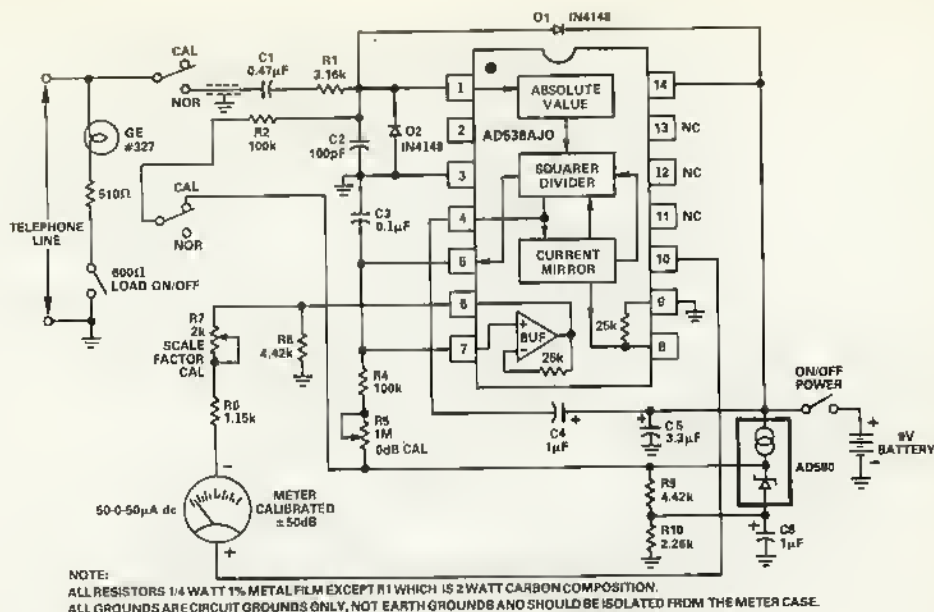 O1 IN4148
CAL
C1
0.47μF
R1
3.16k
NOR
R2
100k
C2
100pF
O2
IN4148
GE
#327
510Ω
CAL
NOR
TELEPHONE
LINE
600Ω
LOAD ON/OFF
C3
0.1μF
1
2
3
4
5
6
7
ABSOLUTE
VALUE
AD538AJO
SQUARER
DIVIDER
CURRENT
MIRROR
+
BUF
−
25k
25k
14
13 NC
12 NC
11 NC
10
9
8
R7
2k
SCALE
FACTOR
CAL
R8
4.42k
R6
1.15k
R4
100k
R5
1M
0dB CAL
C4
1μF
+
C5
3.3μF
ON/OFF
POWER
+
9V
BATTERY
−
AD580
R9
4.42k
R10
2.26k
+
C6
1μF
−
50-0-50μA dc
METER
CALIBRATED
±50dB
+
NOTE:
ALL RESISTORS 1/4 WATT 1% METAL FILM EXCEPT R1 WHICH IS 2 WATT CARBON COMPOSITION.
ALL GROUNDS ARE CIRCUIT GROUNDS ONLY, NOT EARTH GROUNDS AND SHOULD BE ISOLATED FROM THE METER CASE.